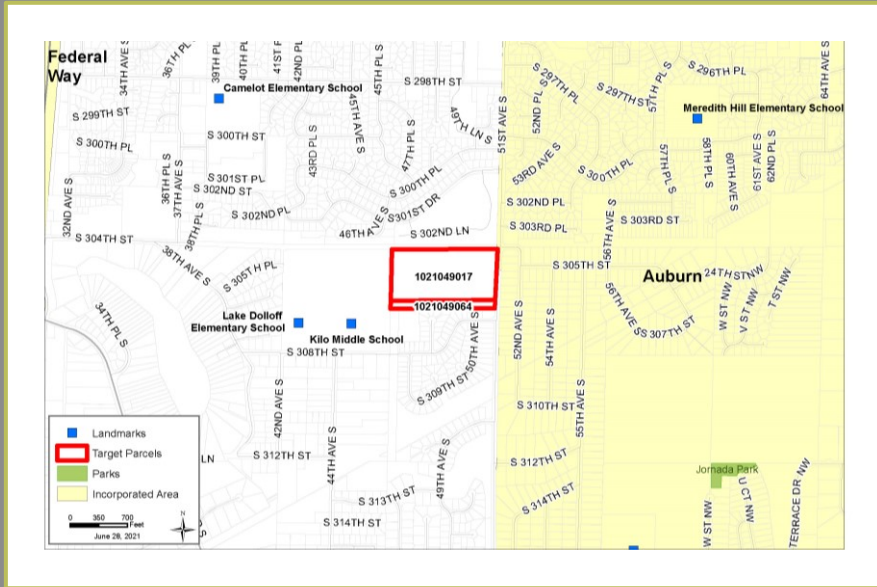 Federal
Way
34TH AVE S
36TH PL
39TH PL
40TH PL
41ST P
42ND PL
45TH PL S
S 298TH ST
S 297TH PL
S 297TH ST
57TH PL S
S 296TH PL
64TH AVE S
Camelot Elementary School
Meredith Hill Elementary School
S 299TH ST
S 300TH PL
S 300TH ST
43RD PL S
45TH AVE S
47TH PL S
49TH LN S
51ST AVE S
52ND PL
53RD AVE S
S 300TH PL
57TH PL S
58TH PL S
60TH AVE S
61ST AVE S
62ND PL S
32ND AVE S
36TH PL S
37TH AVE S
38TH PL S
S 301ST PL
S 302ND ST
S 302ND PL
S 300TH PL
S301ST DR
46TH AVE S
S 302ND LN
S 302ND PL
S 303RD PL
S 303RD ST
56TH AVE S
S 304TH ST
38TH AVE S
S 305TH PL
1021049017
1021049064
S 305TH ST
Auburn
24TH ST NW
56TH AVE S
S 307TH ST
W ST NW
V ST NW
T ST NW
34TH PL S
Lake Dolloff
Elementary School
Kilo Middle School
S 308TH ST
50TH AVE S
52ND AVE S
54TH AVE S
55TH AVE S
S 309TH ST
42ND AVE S
S 310TH ST
LN
S 312TH ST
44TH AVE S
49TH AVE S
S 313TH ST
S 314TH ST
S 312TH ST
S 314TH ST
Jornada Park
W ST NW
U CT NW
TERRACE DR NW
S
Landmarks
Target Parcels
Parks
Incorporated Area
0 350 700
Feet
N
June 28, 2021